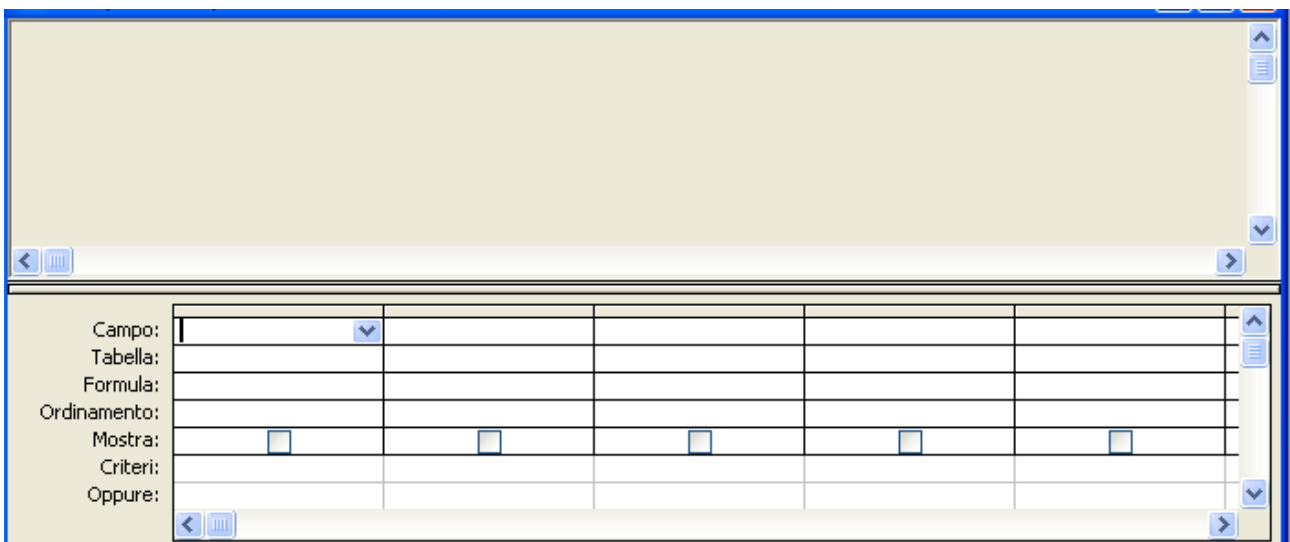 Campo:
Tabella:
Formula:
Ordinamento:
Mostra:
Criteri:
Oppure: